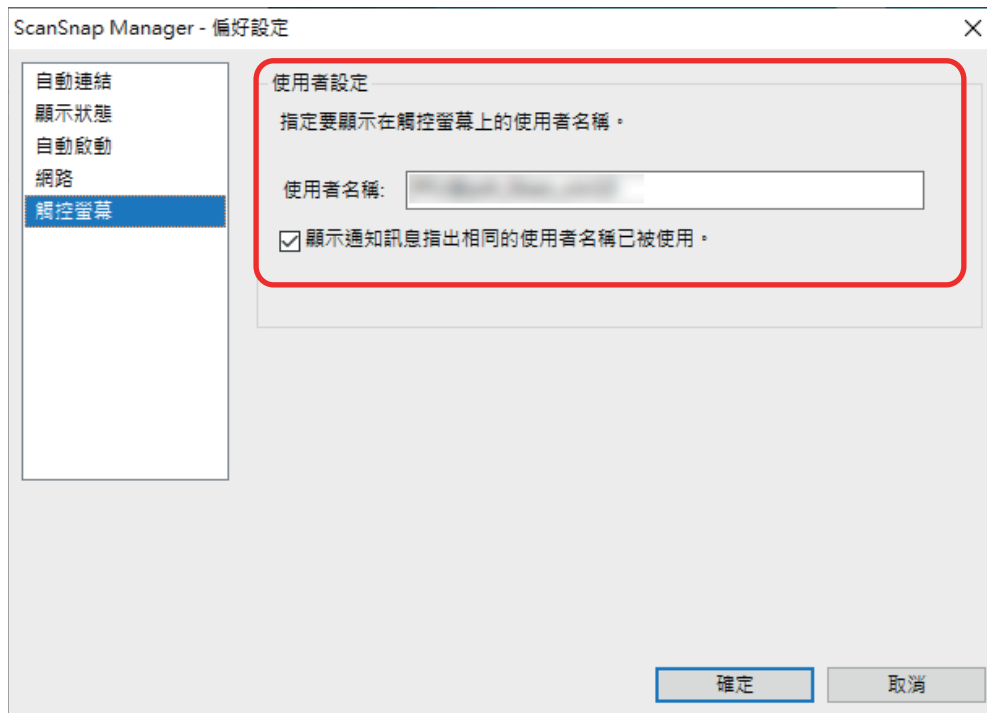 ScanSnap Manager - 偏好設定
自動連結
顯示狀態
自動啟動
網路
觸控螢幕
使用者設定
指定要顯示在觸控螢幕上的使用者名稱。
使用者名稱:
顯示通知訊息指出相同的使用者名稱已被使用。
確定
取消